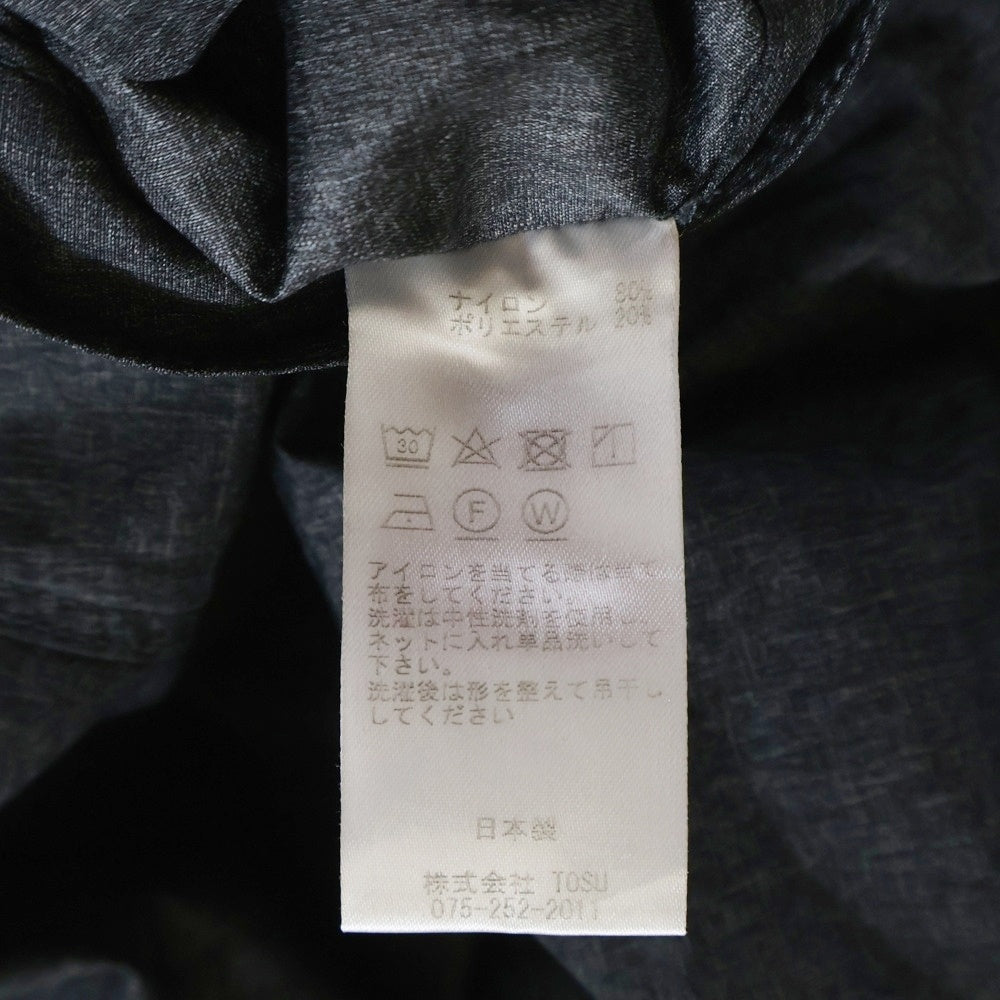 ナイロン 80%
ポリエステル 20%
30
F W
アイロンを当てる際は当て
布をしてください。
洗濯は中性洗剤を使用し、
ネットに入れ単品洗いして
下さい。
洗濯後は形を整えて吊干し
してください
日本製
株式会社 TOSU
075-252-2011